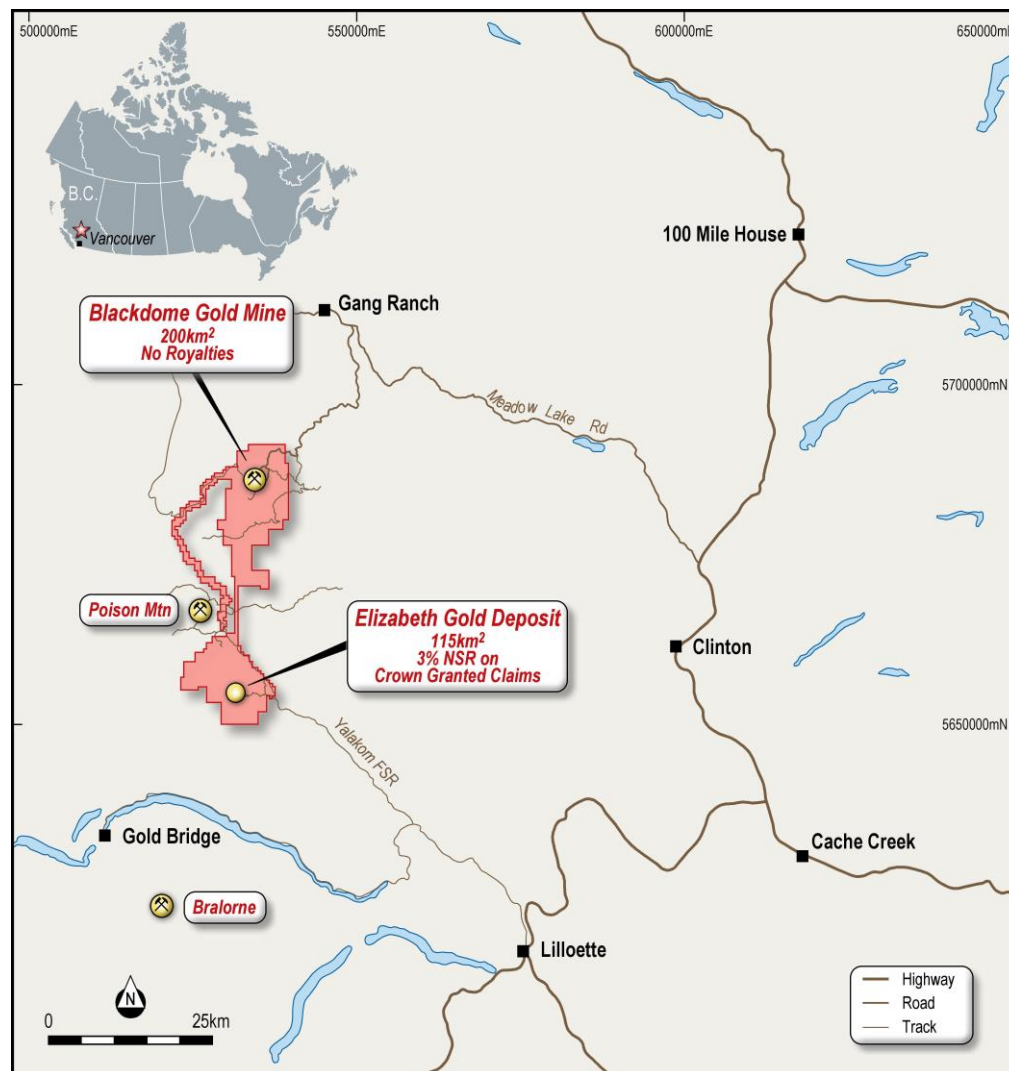 500000mE
550000mE
600000mE
650000mE
B.C.
Vancouver
100 Mile House
Gang Ranch
Blackdome Gold Mine
200km²
No Royalties
5700000mN
Meadow Lake Rd
Poison Mtn
Elizabeth Gold Deposit
115km²
3% NSR on
Crown Granted Claims
Clinton
5650000mN
Yalakom FSR
Gold Bridge
Cache Creek
Bralorne
Lilloette
N
0 25km
Highway
Road
Track